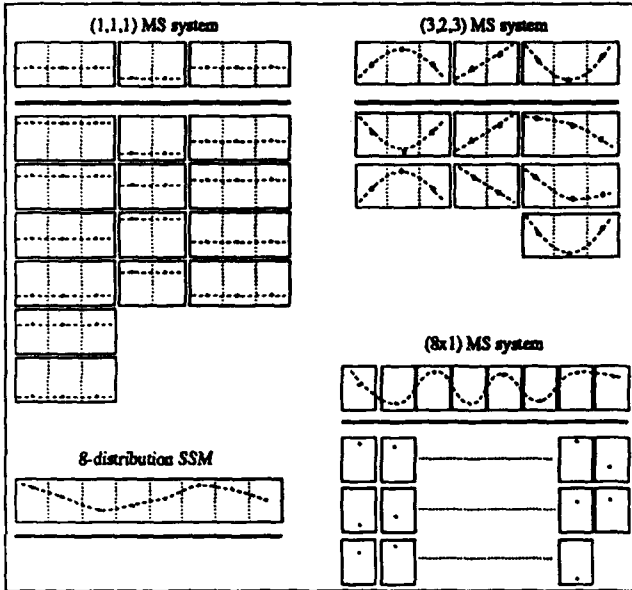 (1,1,1) MS system
(3,2,3) MS system
(8x1) MS system
8-distribution SSM